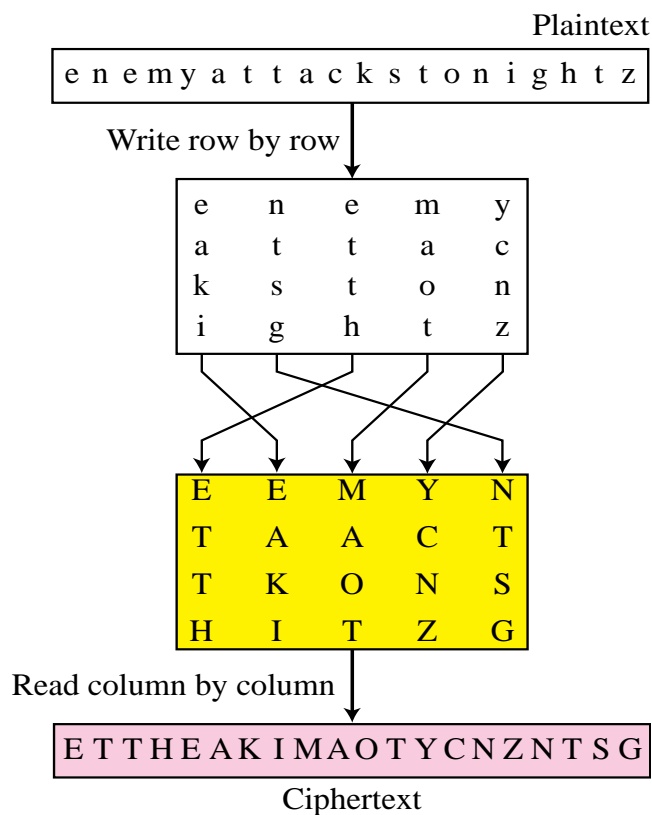 Plaintext
e n e m y a t t a c k s t o n i g h t z
Write row by row
e n e m y
a t t a c
k s t o n
i g h t z
E E M Y N
T A A C T
T K O N S
H I T Z G
Read column by column
E T T H E A K I M A O T Y C N Z N T S G
Ciphertext